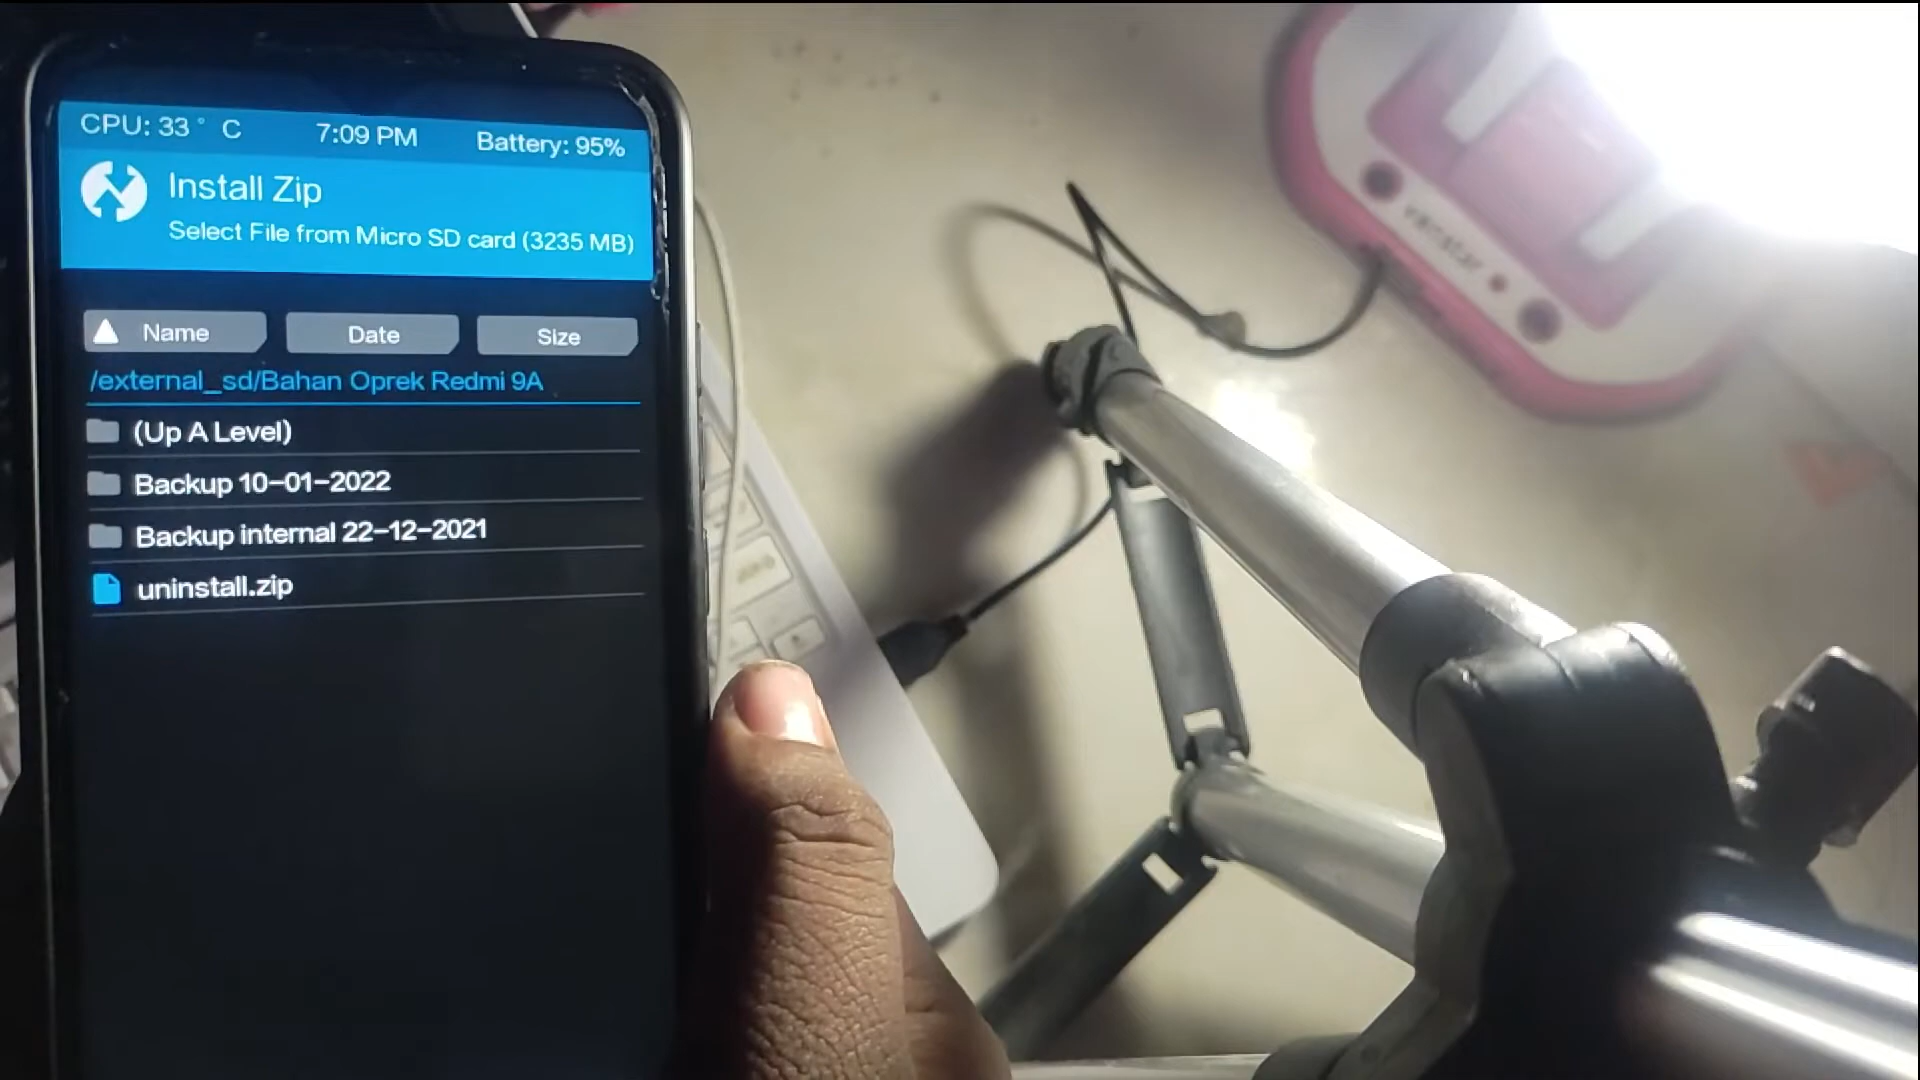 CPU: 33 ° C 7:09 PM Battery: 95%
Install Zip
Select File from Micro SD card (3235 MB)
Name Date Size
/external_sd/Bahan Oprek Redmi 9A
(Up A Level)
Backup 10-01-2022
Backup internal 22-12-2021
uninstall.zip